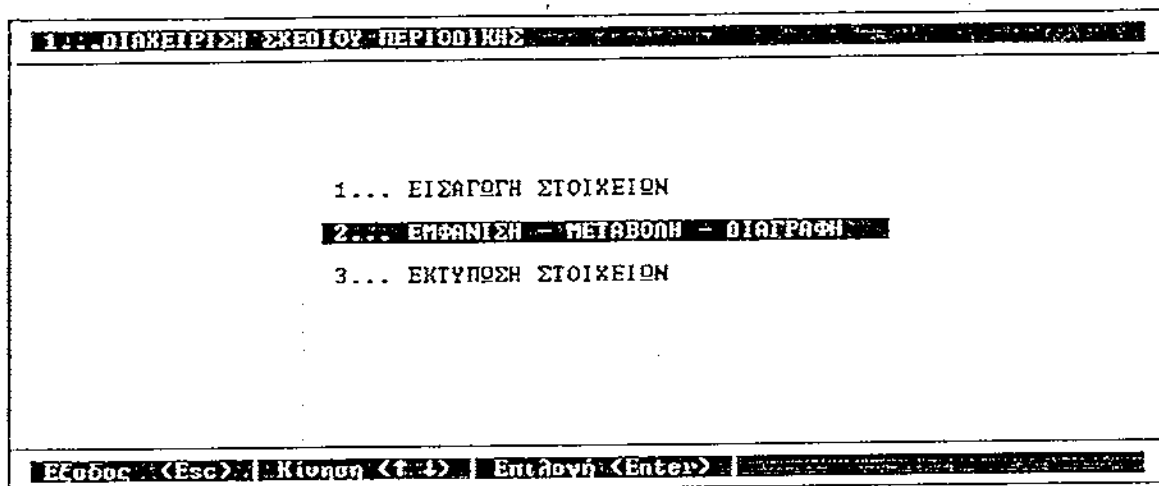 1...ΔΙΑΧΕΙΡΙΣΗ ΣΧΕΔΙΟΥ ΠΕΡΙΟΔΙΚΗΣ
1... ΕΙΣΑΓΩΓΗ ΣΤΟΙΧΕΙΩΝ
2... ΕΜΦΑΝΙΣΗ - ΜΕΤΑΒΟΛΗ - ΔΙΑΓΡΑΦΗ
3... ΕΚΤΥΠΩΣΗ ΣΤΟΙΧΕΙΩΝ
Εξοδος <Esc> | Κίνηση <↑ ↓> | Επιλογή <Enter> |